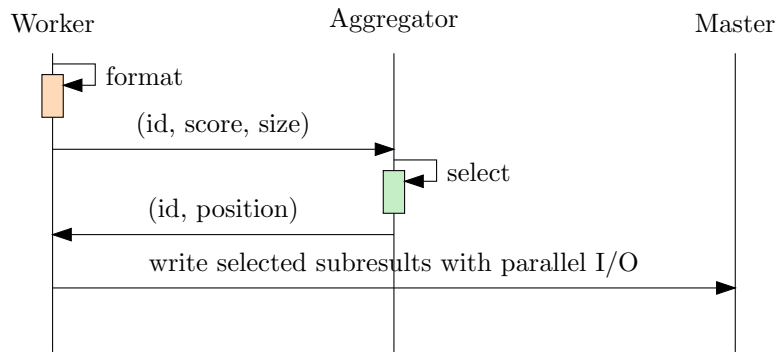 Worker
Aggregator
Master
format
(id, score, size)
select
(id, position)
write selected subresults with parallel I/O